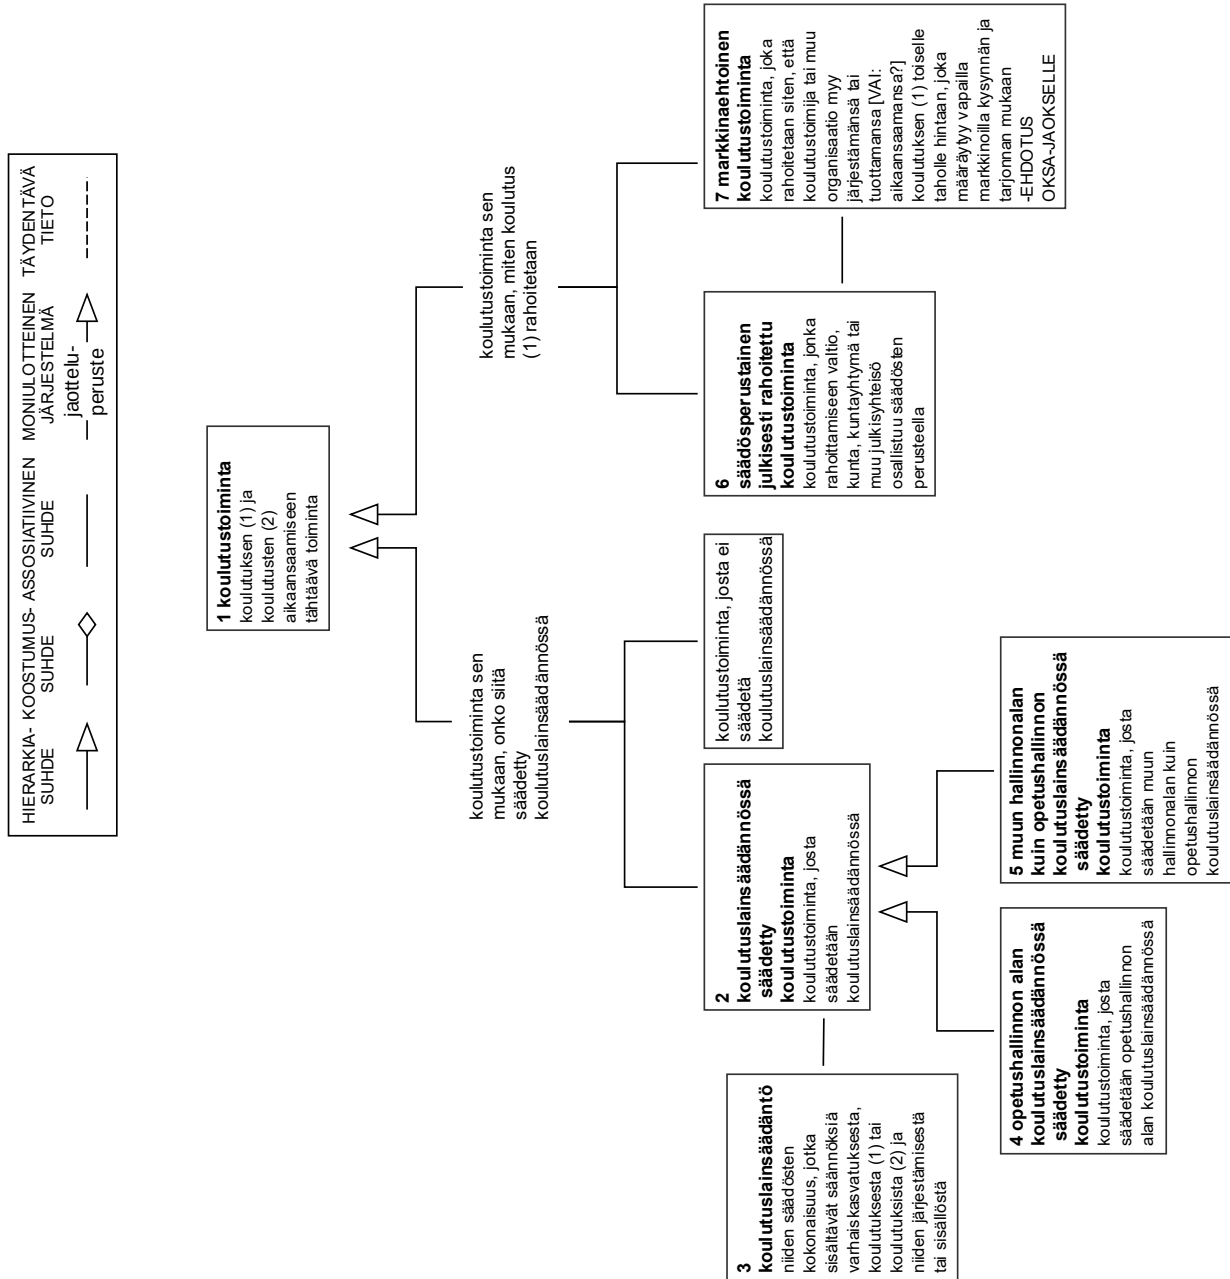 HIERARKIA-
SUHDE
KOOSTUMUS-
SUHDE
ASSOSIATIIVINEN
SUHDE
MONIULOTTEINEN
JÄRJESTELMÄ
jaottelu-
peruste
TÄYDENTÄVÄ
TIETO
1 koulutustoiminta
koulutuksen (1) ja
koulutusten (2)
aikaansaamiseen
tähtäävä toiminta
koulutustoiminta sen
mukaan, onko siitä
säädetty
koulutuslainsäädännössä
koulutustoiminta sen
mukaan, miten koulutus
(1) rahoitetaan
3
koulutuslainsäädäntö
niiden säädösten
kokonaisuus, jotka
sisältävät säännöksiä
varhaiskasvatuksesta,
koulutuksesta (1) tai
koulutuksista (2) ja
niiden järjestämisestä
tai sisällöstä
2
koulutuslainsäädännössä
säädetty
koulutustoiminta
koulutustoiminta, josta
säädetään
koulutuslainsäädännössä
koulutustoiminta, josta ei
säädetä
koulutuslainsäädännössä
6
säädösperustainen
julkisesti rahoitettu
koulutustoiminta
koulutustoiminta, jonka
rahoittamiseen valtio,
kunta, kuntayhtymä tai
muu julkisyhteisö
osallistuu säädösten
perusteella
7 markkinaehtoinen
koulutustoiminta
koulutustoiminta, joka
rahoitetaan siten, että
koulutustoimija tai muu
organisaatio myy
järjestämänsä tai
tuottamansa [VAI:
aikaansaamansa?]
koulutuksen (1) toiselle
taholle hintaan, joka
määräytyy vapailla
markkinoilla kysynnän ja
tarjonnan mukaan
-EHDOTUS
OKSA-JAOKSELLE
4 opetushallinnon alan
koulutuslainsäädännössä
säädetty
koulutustoiminta
koulutustoiminta, josta
säädetään opetushallinnon
alan koulutuslainsäädännössä
5 muun hallinnonalan
kuin opetushallinnon
koulutuslainsäädännössä
säädetty
koulutustoiminta
koulutustoiminta, josta
säädetään muun
hallinnonalan kuin
opetushallinnon
koulutuslainsäädännössä